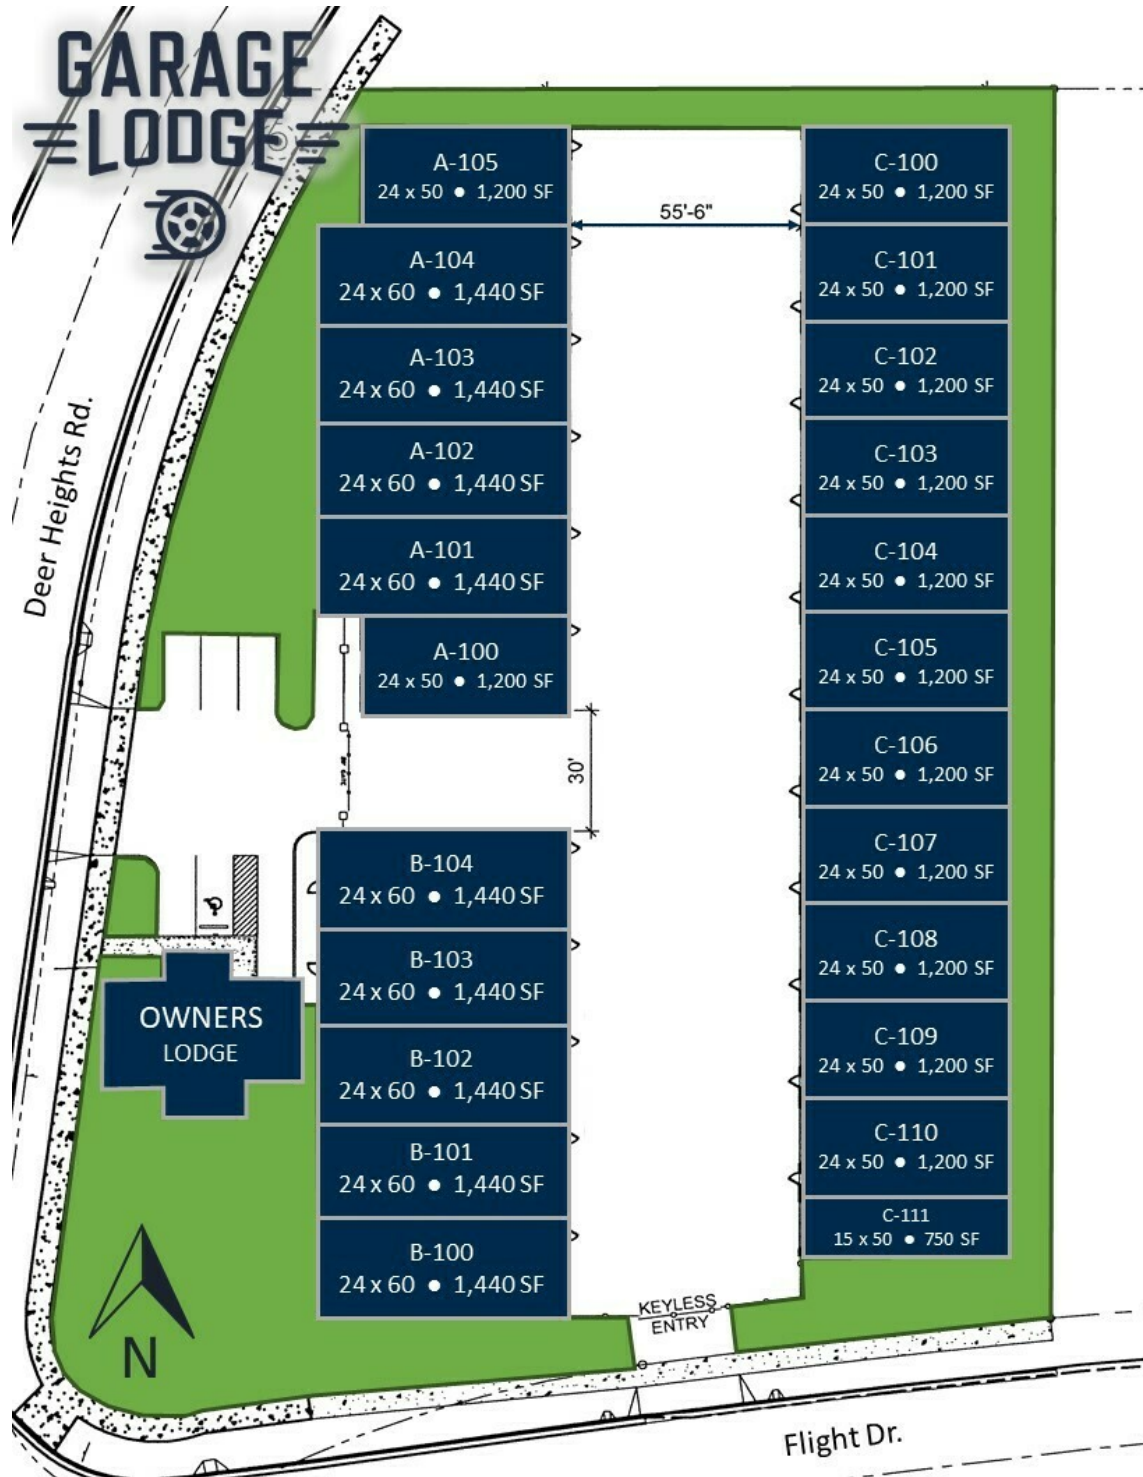 GARAGE
LODGE
A-105
24 x 50 ● 1,200 SF
A-104
24 x 60 ● 1,440 SF
A-103
24 x 60 ● 1,440 SF
A-102
24 x 60 ● 1,440 SF
A-101
24 x 60 ● 1,440 SF
A-100
24 x 50 ● 1,200 SF
55'-6"
30'
C-100
24 x 50 ● 1,200 SF
C-101
24 x 50 ● 1,200 SF
C-102
24 x 50 ● 1,200 SF
C-103
24 x 50 ● 1,200 SF
C-104
24 x 50 ● 1,200 SF
C-105
24 x 50 ● 1,200 SF
C-106
24 x 50 ● 1,200 SF
C-107
24 x 50 ● 1,200 SF
C-108
24 x 50 ● 1,200 SF
C-109
24 x 50 ● 1,200 SF
C-110
24 x 50 ● 1,200 SF
C-111
15 x 50 ● 750 SF
B-104
24 x 60 ● 1,440 SF
B-103
24 x 60 ● 1,440 SF
B-102
24 x 60 ● 1,440 SF
B-101
24 x 60 ● 1,440 SF
B-100
24 x 60 ● 1,440 SF
Deer Heights Rd.
OWNERS
LODGE
N
KEYLESS
ENTRY
Flight Dr.